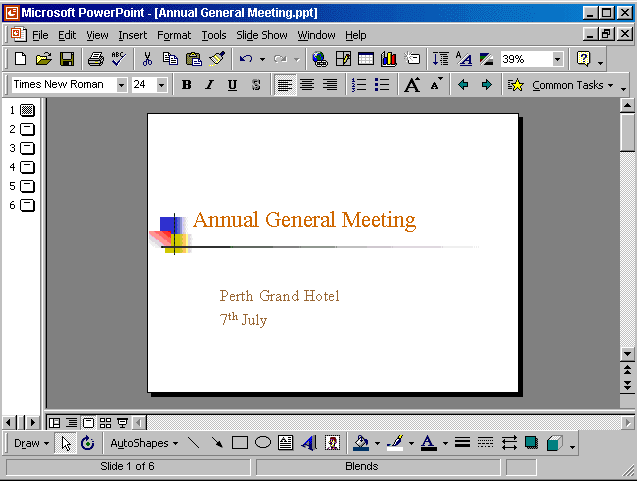 Microsoft PowerPoint - [Annual General Meeting.ppt]
File Edit View Insert Format Tools Slide Show Window Help
ABC 39% ?
Times New Roman 24 B I U S A A Common Tasks
1
2
3
4
5
6
Annual General Meeting
Perth Grand Hotel
7th July
Draw AutoShapes A A
Slide 1 of 6 Blends